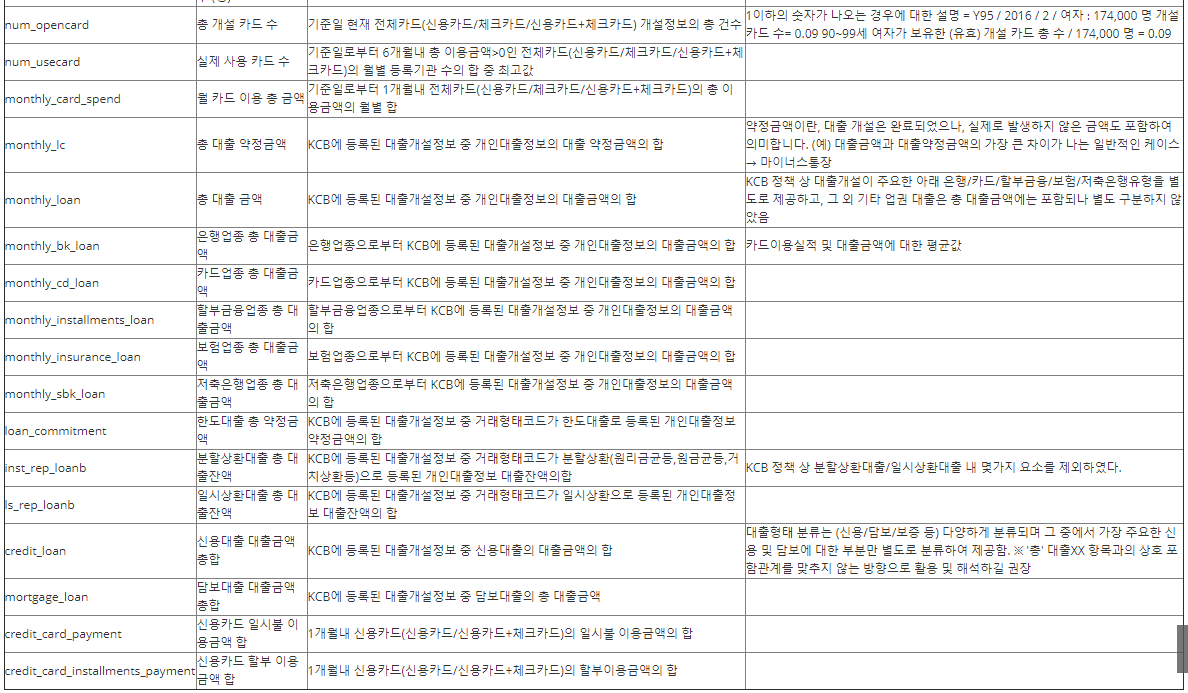 num_opencard
총 개설 카드 수
기준일 현재 전체카드(신용카드/체크카드/신용카드+체크카드) 개설정보의 총 건수
1이하의 숫자가 나오는 경우에 대한 설명 = Y95 / 2016 / 2 / 여자 : 174,000 명 개설
카드 수= 0.09 90~99세 여자가 보유한 (유효) 개설 카드 총 수 / 174,000 명 = 0.09
num_usecard
실제 사용 카드 수
기준일로부터 6개월내 총 이용금액>0인 전체카드(신용카드/체크카드/신용카드+체
크카드)의 월별 등록기관 수의 합 중 최고값
monthly_card_spend
월 카드 이용 총 금액
기준일로부터 1개월내 전체카드(신용카드/체크카드/신용카드+체크카드)의 총 이
용금액의 월별 합
monthly_lc
총 대출 약정금액
KCB에 등록된 대출개설정보 중 개인대출정보의 대출 약정금액의 합
약정금액이란, 대출 개설은 완료되었으나, 실제로 발생하지 않은 금액도 포함하여
의미합니다. (예) 대출금액과 대출약정금액의 가장 큰 차이가 나는 일반적인 케이스
→ 마이너스통장
monthly_loan
총 대출 금액
KCB에 등록된 대출개설정보 중 개인대출정보의 대출금액의 합
KCB 정책 상 대출개설이 주요한 아래 은행/카드/할부금융/보험/저축은행유형을 별
도로 제공하고, 그 외 기타 업권 대출은 총 대출금액에는 포함되나 별도 구분하지 않
았음
monthly_bk_loan
은행업종 총 대출금
액
은행업종으로부터 KCB에 등록된 대출개설정보 중 개인대출정보의 대출금액의 합
카드이용실적 및 대출금액에 대한 평균값
monthly_cd_loan
카드업종 총 대출금
액
카드업종으로부터 KCB에 등록된 대출개설정보 중 개인대출정보의 대출금액의 합
monthly_installments_loan
할부금융업종 총 대
출금액
할부금융업종으로부터 KCB에 등록된 대출개설정보 중 개인대출정보의 대출금액
의 합
monthly_insurance_loan
보험업종 총 대출금
액
보험업종으로부터 KCB에 등록된 대출개설정보 중 개인대출정보의 대출금액의 합
monthly_sbk_loan
저축은행업종 총 대
출금액
저축은행업종으로부터 KCB에 등록된 대출개설정보 중 개인대출정보의 대출금액
의 합
loan_commitment
한도대출 총 약정금
액
KCB에 등록된 대출개설정보 중 거래형태코드가 한도대출로 등록된 개인대출정보
약정금액의 합
inst_rep_loanb
분할상환대출 총 대
출잔액
KCB에 등록된 대출개설정보 중 거래형태코드가 분할상환(원리금균등,원금균등,거
치상환등)으로 등록된 개인대출정보 대출잔액의합
KCB 정책 상 분할상환대출/일시상환대출 내 몇가지 요소를 제외하였다.
ls_rep_loanb
일시상환대출 총 대
출잔액
KCB에 등록된 대출개설정보 중 거래형태코드가 일시상환으로 등록된 개인대출정
보 대출잔액의 합
credit_loan
신용대출 대출금액
총합
KCB에 등록된 대출개설정보 중 신용대출의 대출금액의 합
대출형태 분류는 (신용/담보/보증 등) 다양하게 분류되며 그 중에서 가장 주요한 신
용 및 담보에 대한 부분만 별도로 분류하여 제공함. ※ '총' 대출XX 항목과의 상호 포
함관계를 맞추지 않는 방향으로 활용 및 해석하길 권장
mortgage_loan
담보대출 대출금액
총합
KCB에 등록된 대출개설정보 중 담보대출의 총 대출금액
credit_card_payment
신용카드 일시불 이
용금액 합
1개월내 신용카드(신용카드/신용카드+체크카드)의 일시불 이용금액의 합
credit_card_installments_payment
신용카드 할부 이용
금액 합
1개월내 신용카드(신용카드/신용카드+체크카드)의 할부이용금액의 합